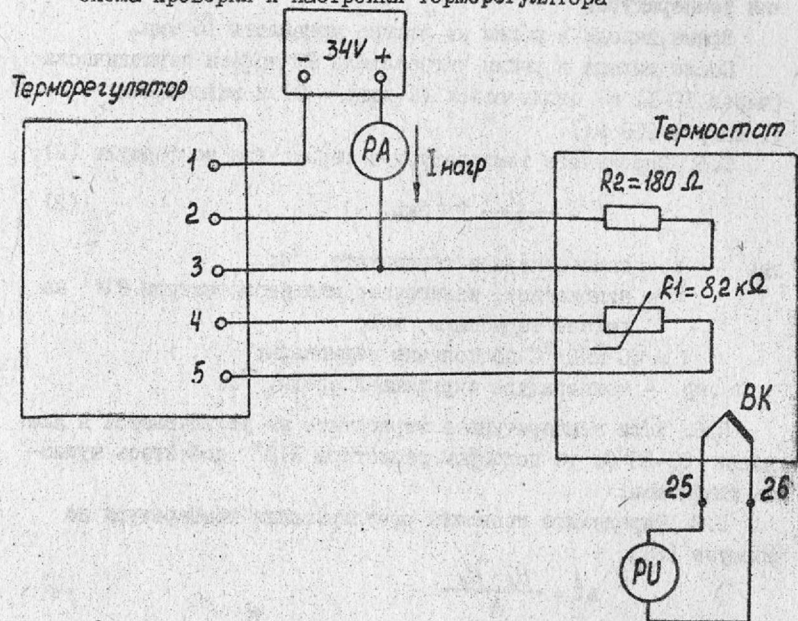 Схема проверки и настройки терморегулятора
34V
- +
Терморегулятор
Термостат
PA
Iнагр
1
2
3
4
5
R2=180 Ω
R1=8,2 кΩ
BK
25
26
PU